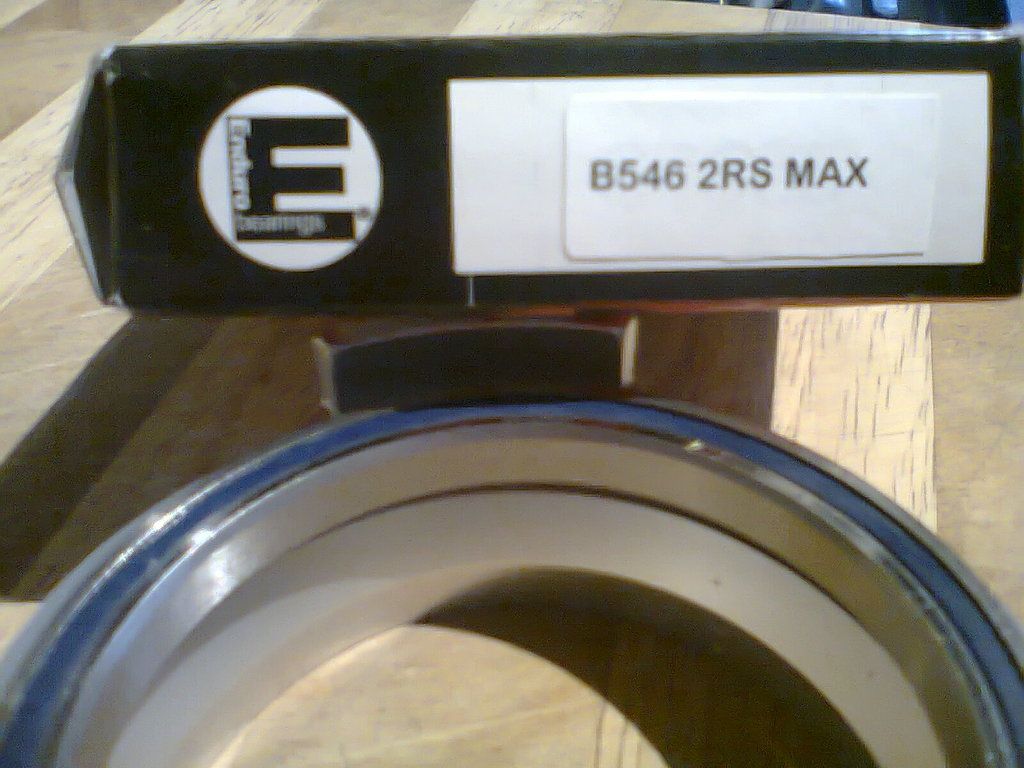 Enduro
bearings
B546 2RS MAX